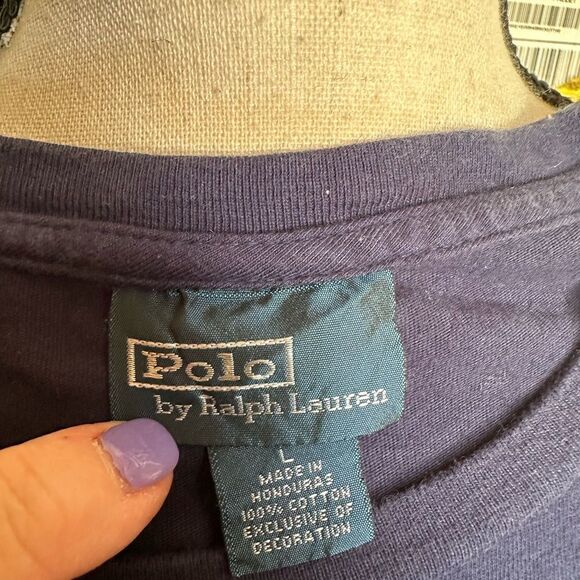 Polo
by Ralph Lauren
L
MADE IN
HONDURAS
100% COTTON
EXCLUSIVE OF
DECORATION